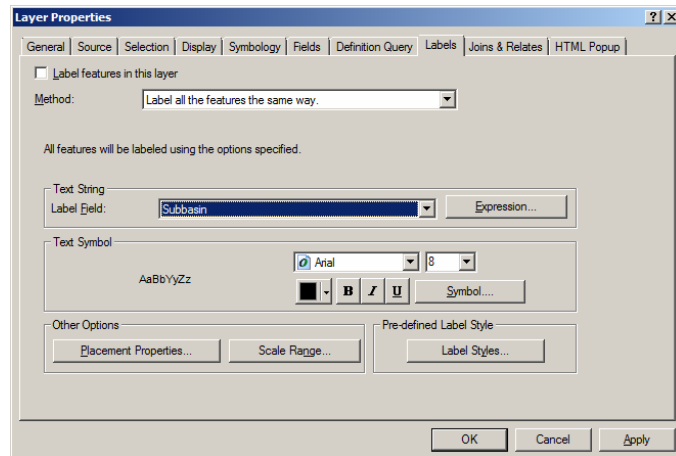 Layer Properties
General Source Selection Display Symbology Fields Definition Query Labels Joins & Relates HTML Popup
Label features in this layer
Method: Label all the features the same way.
All features will be labeled using the options specified.
Text String
Label Field: Subbasin Expression...
Text Symbol
AaBbYyZz
Arial 8
B I U Symbol....
Other Options
Placement Properties... Scale Range...
Pre-defined Label Style
Label Styles...
OK Cancel Apply